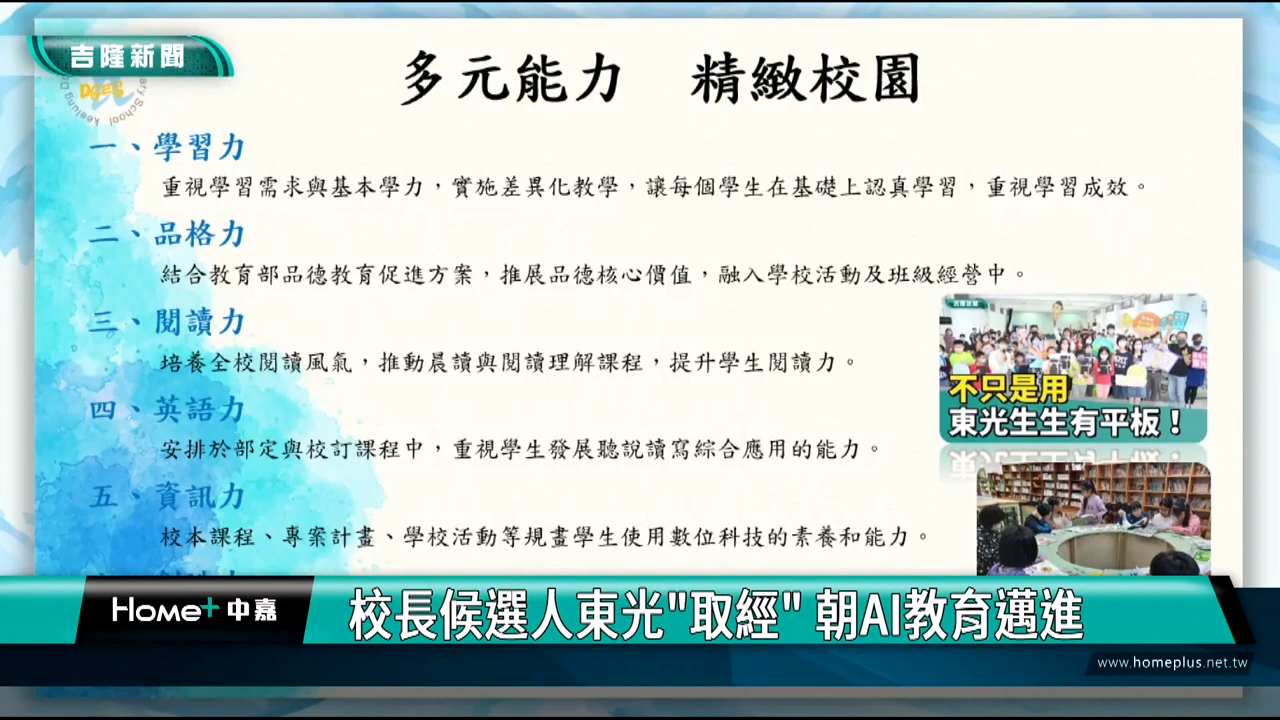 吉隆新聞
DGES
多元能力 精緻校園
一、學習力
重視學習需求與基本學力，實施差異化教學，讓每個學生在基礎上認真學習，重視學習成效。
二、品格力
結合教育部品德教育促進方案，推展品德核心價值，融入學校活動及班級經營中。
三、閱讀力
培養全校閱讀風氣，推動晨讀與閱讀理解課程，提升學生閱讀力。
四、英語力
安排於部定與校訂課程中，重視學生發展聽說讀寫綜合應用的能力。
五、資訊力
校本課程、專案計畫、學校活動等規畫學生使用數位科技的素養和能力。
吉隆新聞
不只是用
東光生生有平板！
Home+中嘉
校長候選人東光"取經" 朝AI教育邁進
www.homeplus.net.tw